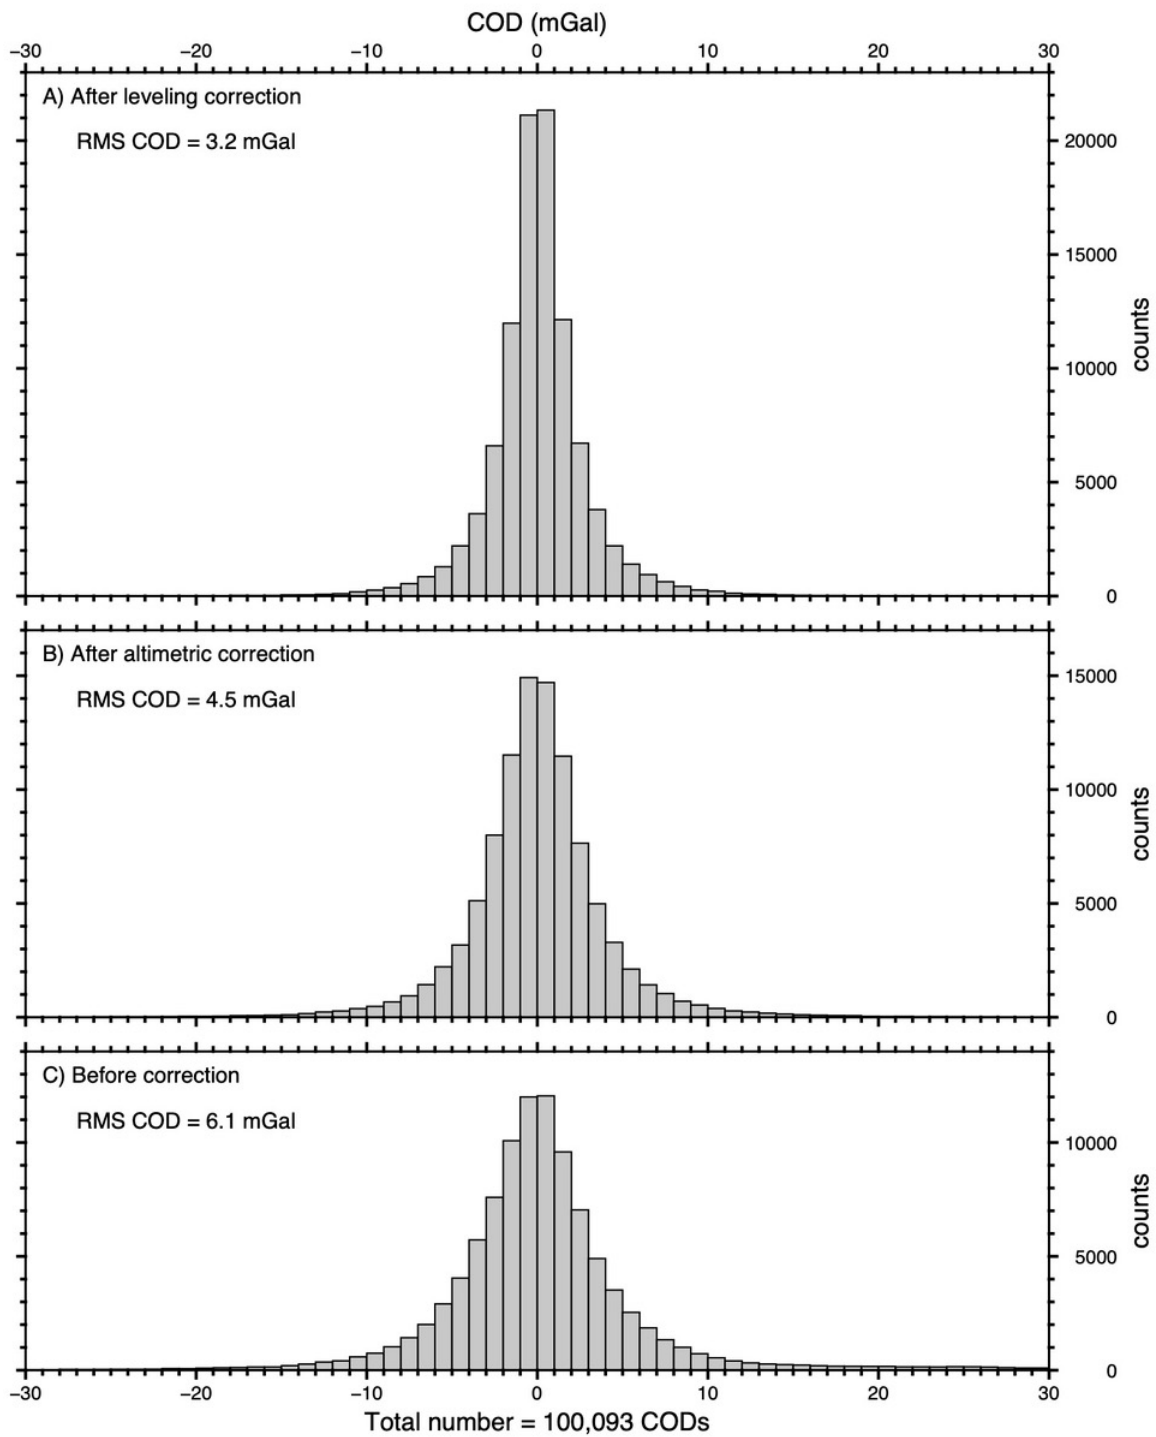 COD (mGal)
−30 −20 −10 0 10 20 30
A) After leveling correction
RMS COD = 3.2 mGal
20000
15000
10000
5000
0
counts
B) After altimetric correction
RMS COD = 4.5 mGal
15000
10000
5000
0
counts
C) Before correction
RMS COD = 6.1 mGal
10000
5000
0
counts
−30 −20 −10 0 10 20 30
Total number = 100,093 CODs